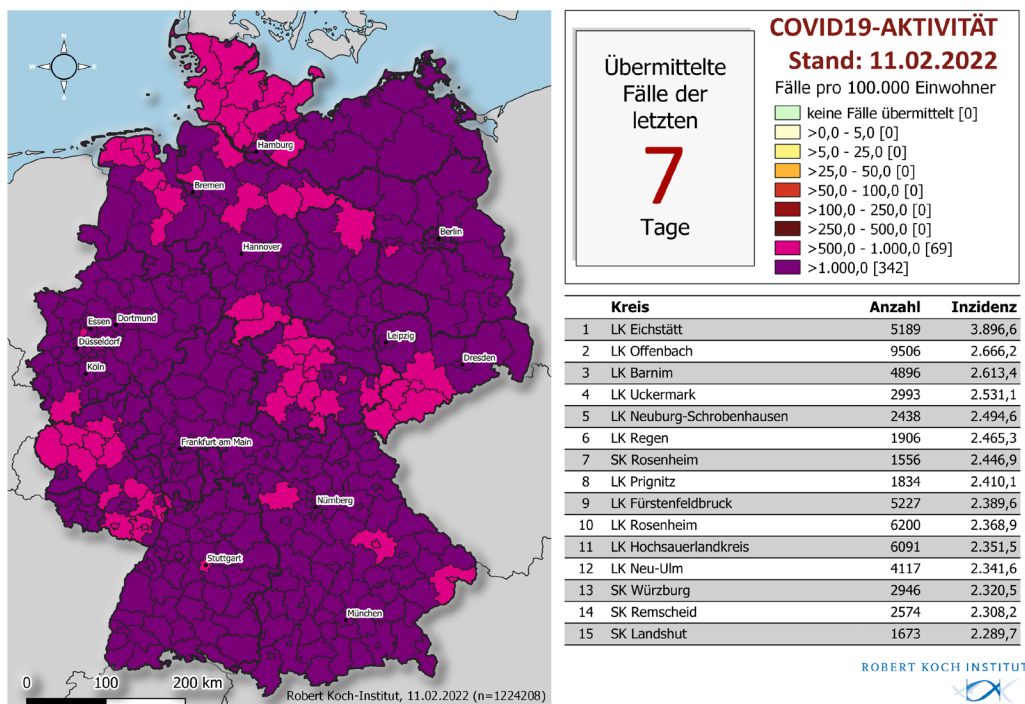 N
W
E
S
Hamburg
Bremen
Berlin
Hannover
Essen
Dortmund
Düsseldorf
Leipzig
Köln
Dresden
Frankfurt am Main
Nürnberg
Stuttgart
München
0 100 200 km
Robert Koch-Institut, 11.02.2022 (n=1224208)
Übermittelte
Fälle der
letzten
7
Tage
COVID19-AKTIVITÄT
Stand: 11.02.2022
Fälle pro 100.000 Einwohner
keine Fälle übermittelt [0]
>0,0 - 5,0 [0]
>5,0 - 25,0 [0]
>25,0 - 50,0 [0]
>50,0 - 100,0 [0]
>100,0 - 250,0 [0]
>250,0 - 500,0 [0]
>500,0 - 1.000,0 [69]
>1.000,0 [342]
Kreis Anzahl Inzidenz
1 LK Eichstätt 5189 3.896,6
2 LK Offenbach 9506 2.666,2
3 LK Barnim 4896 2.613,4
4 LK Uckermark 2993 2.531,1
5 LK Neuburg-Schrobenhausen 2438 2.494,6
6 LK Regen 1906 2.465,3
7 SK Rosenheim 1556 2.446,9
8 LK Prignitz 1834 2.410,1
9 LK Fürstenfeldbruck 5227 2.389,6
10 LK Rosenheim 6200 2.368,9
11 LK Hochsauerlandkreis 6091 2.351,5
12 LK Neu-Ulm 4117 2.341,6
13 SK Würzburg 2946 2.320,5
14 SK Remscheid 2574 2.308,2
15 SK Landshut 1673 2.289,7
ROBERT KOCH INSTITUT